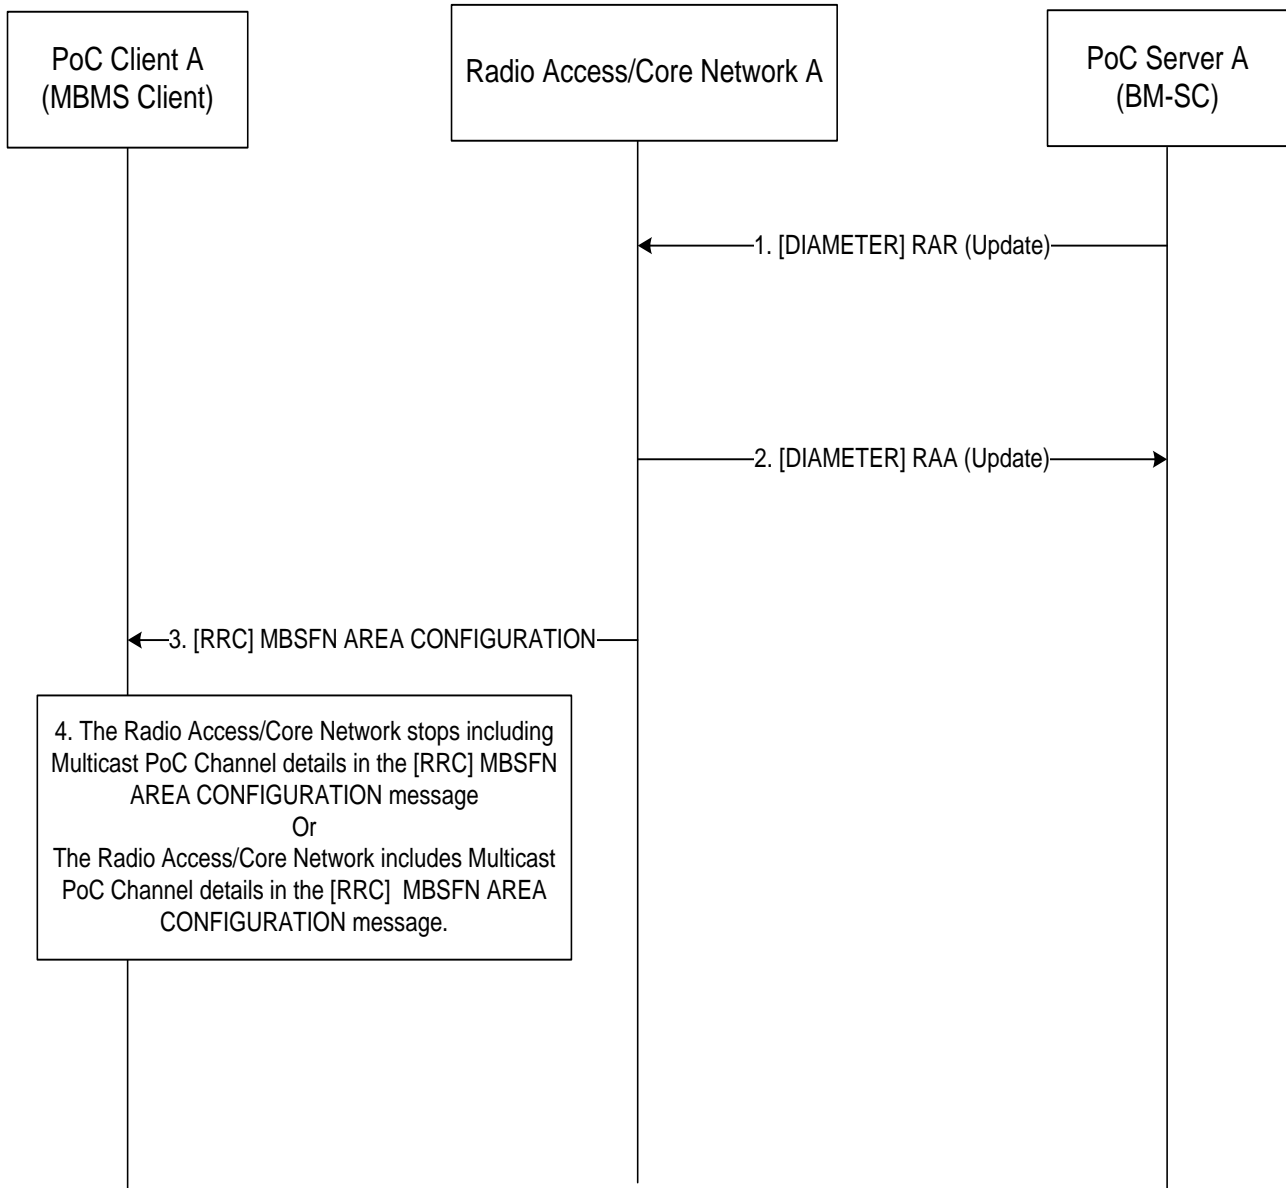 PoC Client A
(MBMS Client)
Radio Access/Core Network A
PoC Server A
(BM-SC)
1. [DIAMETER] RAR (Update)
2. [DIAMETER] RAA (Update)
3. [RRC] MBSFN AREA CONFIGURATION
4. The Radio Access/Core Network stops including
Multicast PoC Channel details in the [RRC] MBSFN
AREA CONFIGURATION message
Or
The Radio Access/Core Network includes Multicast
PoC Channel details in the [RRC]  MBSFN AREA
CONFIGURATION message.